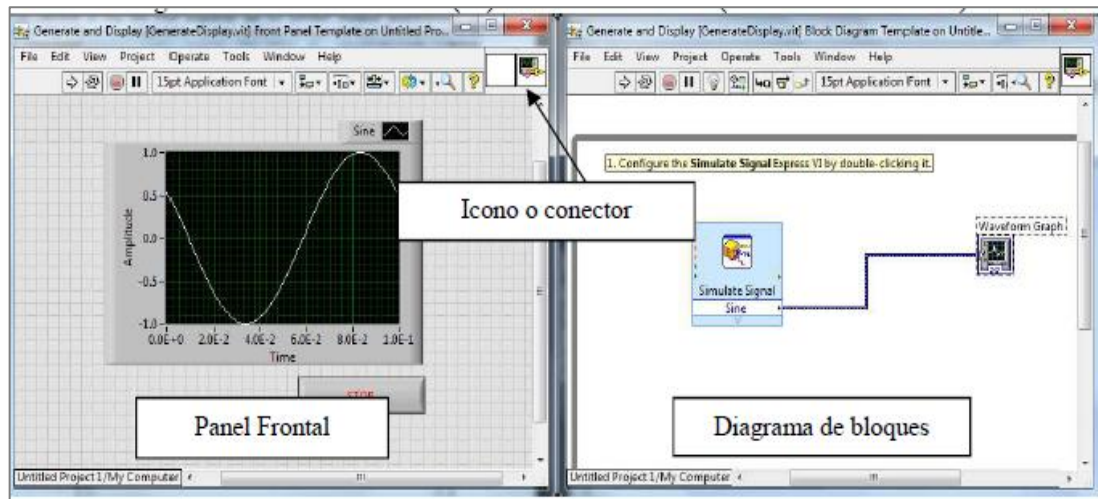 Generate and Display [GenerateDisplay.vit] Front Panel Template on Untitled Pro...
File Edit View Project Operate Tools Window Help
15pt Application Font
Sine
1.0
0.5
0.0
-0.5
-1.0
Amplitude
0.0E+0 2.0E-2 4.0E-2 6.0E-2 8.0E-2 1.0E-1
Time
STOP
Panel Frontal
Untitled Project 1/My Computer
Icono o conector
Generate and Display [GenerateDisplay.vit] Block Diagram Template on Untitle...
File Edit View Project Operate Tools Window Help
15pt Application Font
1. Configure the Simulate Signal Express VI by double-clicking it.
Simulate Signal
Sine
Waveform Graph
Diagrama de bloques
Untitled Project 1/My Computer